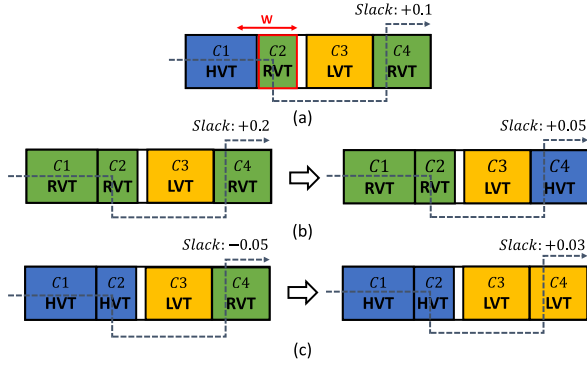 Slack: +0.1
W
C1 C2 C3 C4
HVT RVT LVT RVT
(a)
Slack: +0.2 Slack: +0.05
C1 C2 C3 C4 C1 C2 C3 C4
RVT RVT LVT RVT RVT RVT LVT HVT
(b)
Slack: −0.05 Slack: +0.03
C1 C2 C3 C4 C1 C2 C3 C4
HVT HVT LVT RVT HVT HVT LVT LVT
(c)